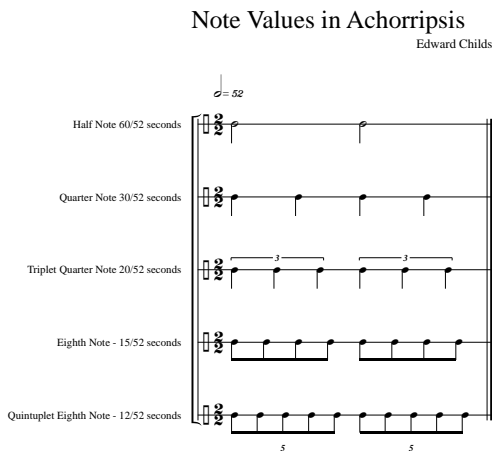 Note Values in Achorripsis
Edward Childs
= 52
Half Note 60/52 seconds
2
2
Quarter Note 30/52 seconds
2
2
3
3
Triplet Quarter Note 20/52 seconds
2
2
Eighth Note - 15/52 seconds
2
2
Quintuplet Eighth Note - 12/52 seconds
2
2
5
5